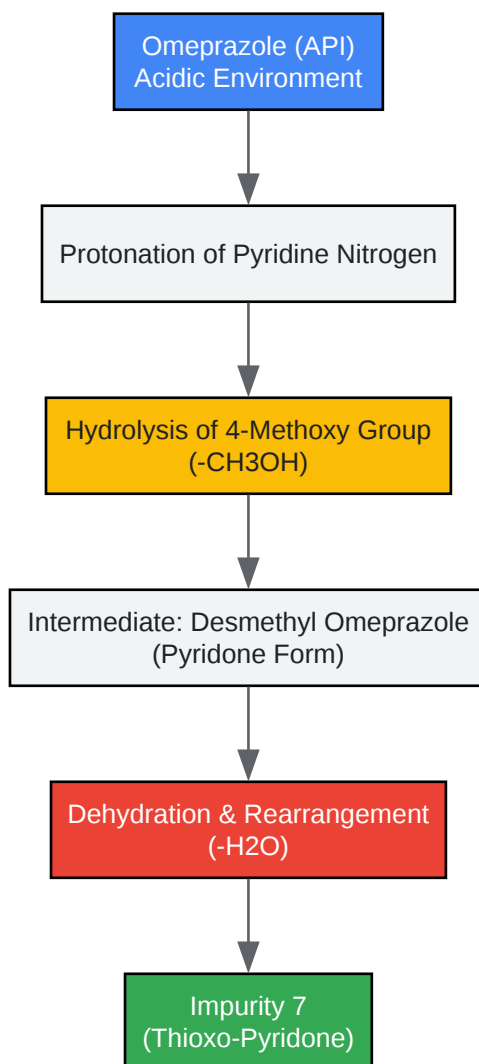 Omeprazole (API)
Acidic Environment
Protonation of Pyridine Nitrogen
Hydrolysis of 4-Methoxy Group
(-CH3OH)
Intermediate: Desmethyl Omeprazole
(Pyridone Form)
Dehydration & Rearrangement
(-H2O)
Impurity 7
(Thioxo-Pyridone)